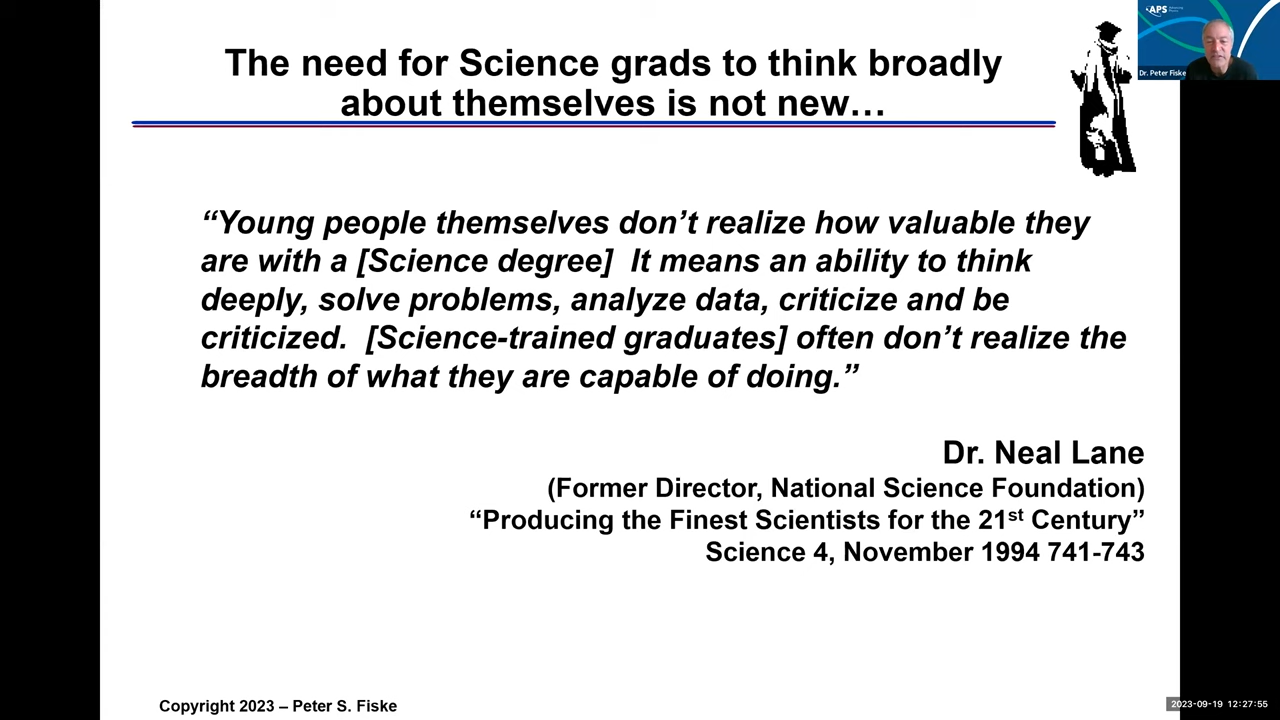 The need for Science grads to think broadly
about themselves is not new…
APS
Dr. Peter Fiske
“Young people themselves don’t realize how valuable they
are with a [Science degree]  It means an ability to think
deeply, solve problems, analyze data, criticize and be
criticized.  [Science-trained graduates] often don’t realize the
breadth of what they are capable of doing.”
Dr. Neal Lane
(Former Director, National Science Foundation)
“Producing the Finest Scientists for the 21st Century”
Science 4, November 1994 741-743
Copyright 2023 – Peter S. Fiske
2023-09-19 12:27:55